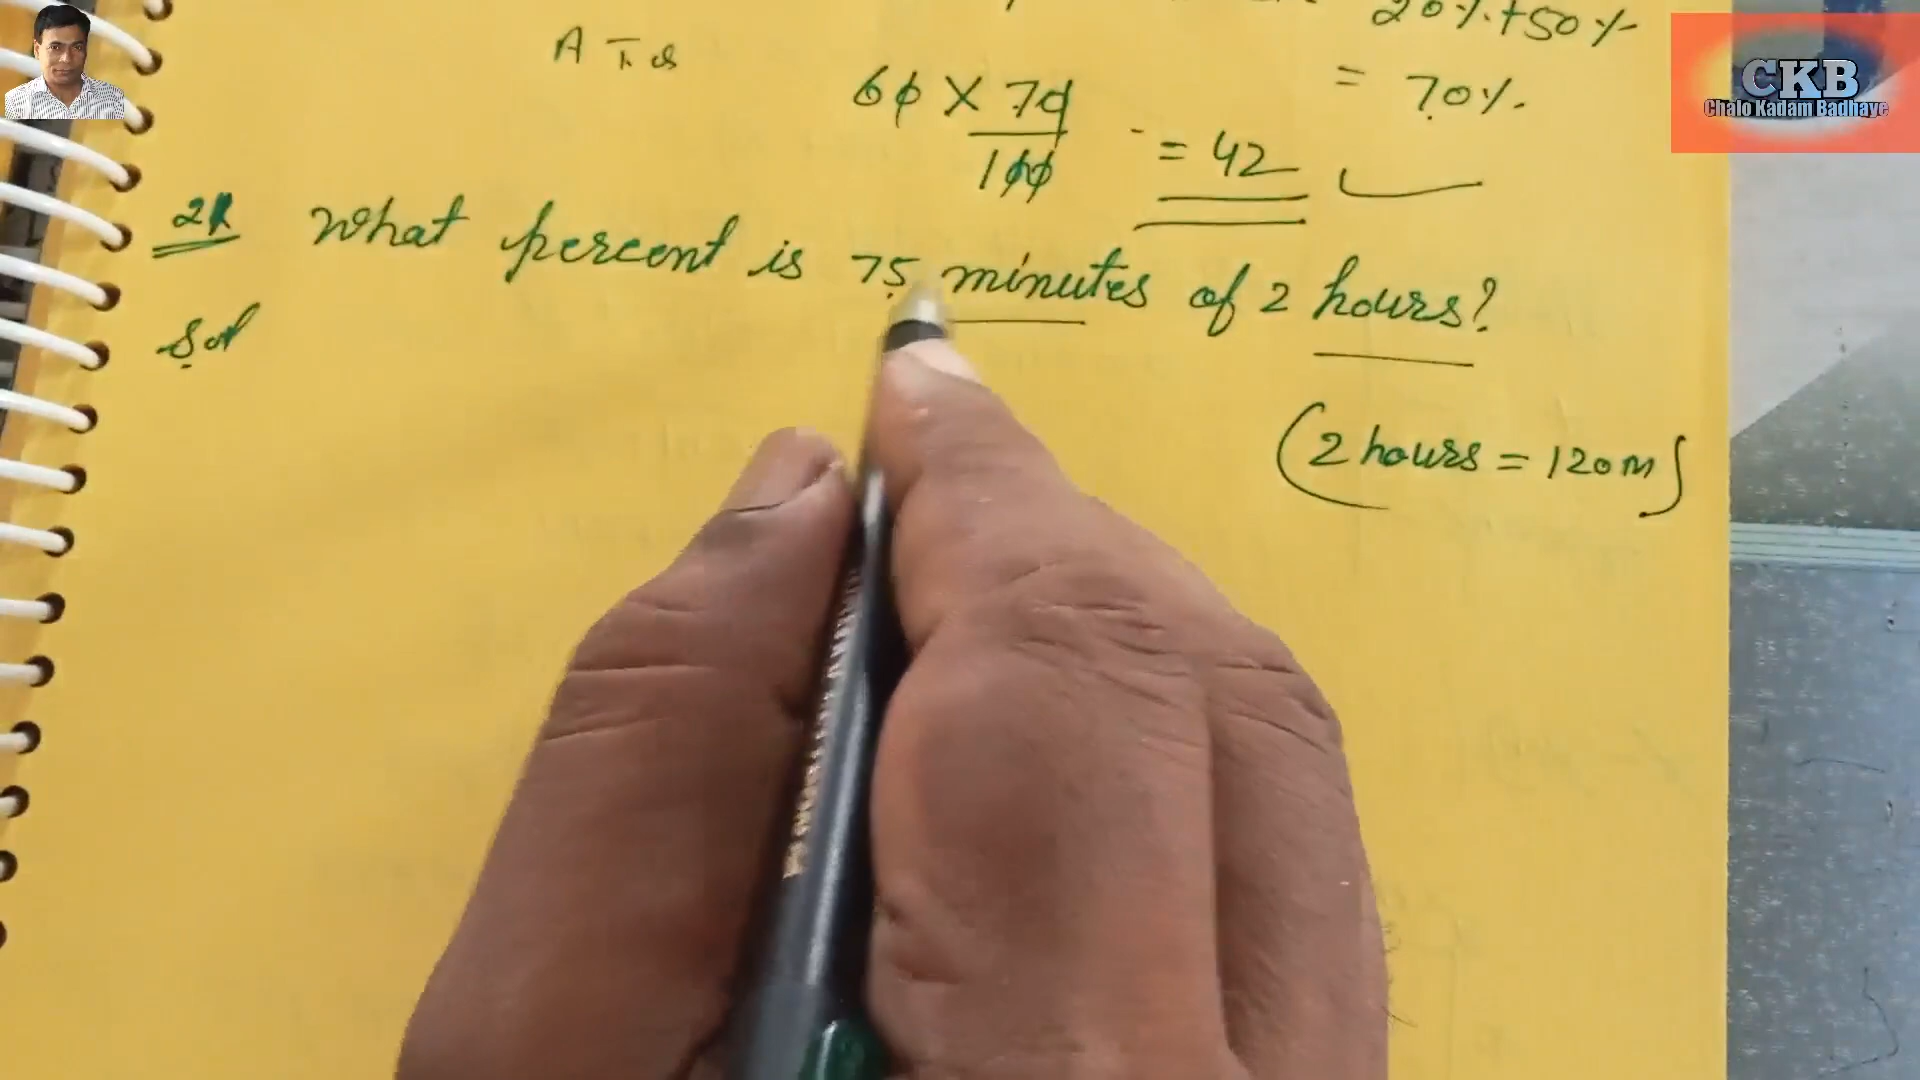 20%+50%
= 70%.
60 X 70
100
= 42
What percent is 75 minutes of 2 hours?
Sol
(2 hours = 120m)
CKB
Chalo Kadam Badhaye